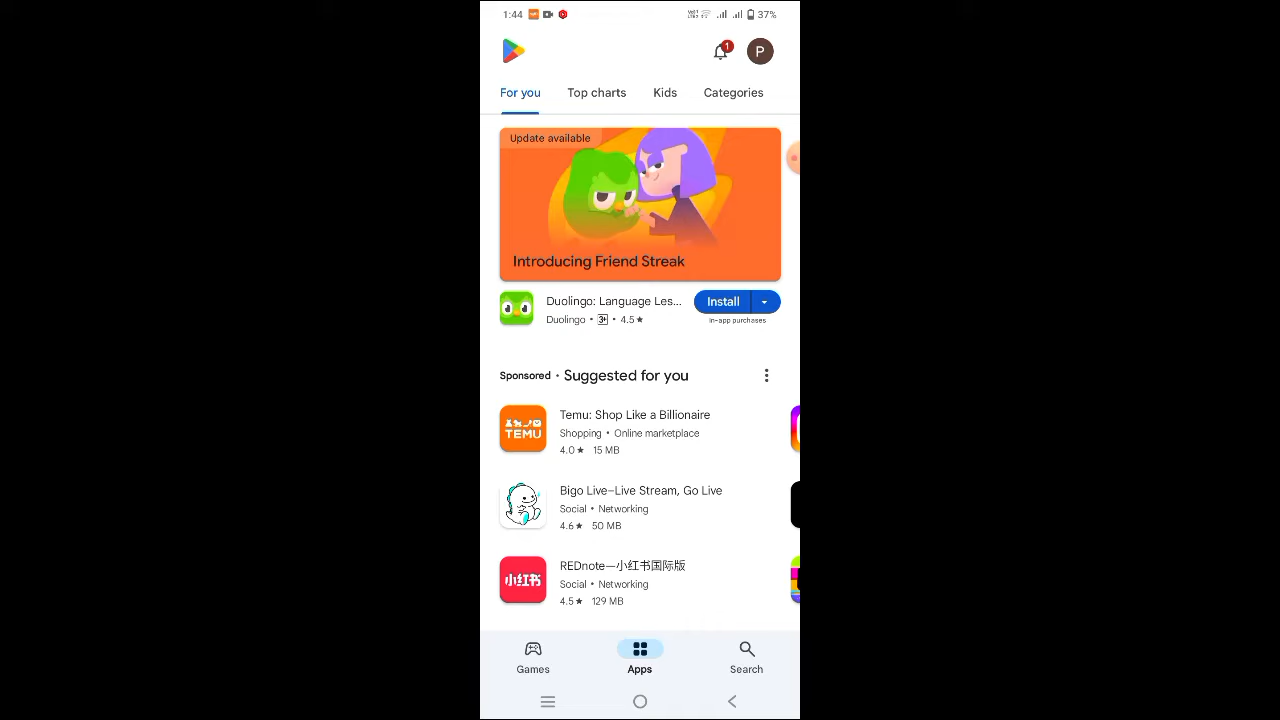 1:44
37%
1
P
For you
Top charts
Kids
Categories
Update available
Introducing Friend Streak
Duolingo: Language Les...
Duolingo • 3+ • 4.5★
Install
In-app purchases
Sponsored • Suggested for you
TEMU
Temu: Shop Like a Billionaire
Shopping • Online marketplace
4.0★ 15 MB
Bigo Live–Live Stream, Go Live
Social • Networking
4.6★ 50 MB
小红书
REDnote—小红书国际版
Social • Networking
4.5★ 129 MB
Games
Apps
Search